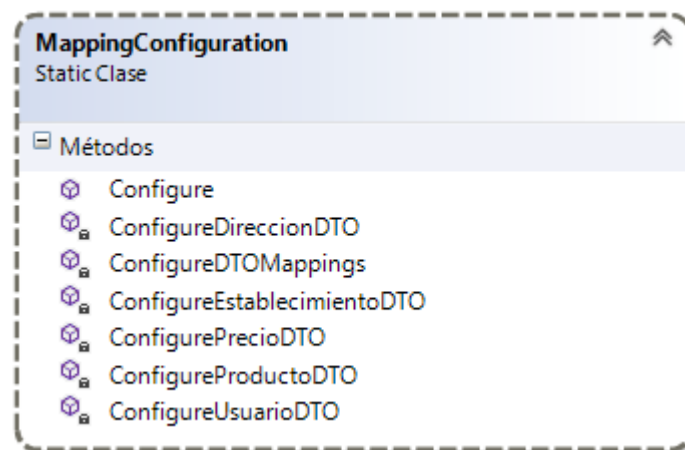 MappingConfiguration
Static Clase
Métodos
Configure
ConfigureDireccionDTO
ConfigureDTOMappings
ConfigureEstablecimientoDTO
ConfigurePrecioDTO
ConfigureProductoDTO
ConfigureUsuarioDTO